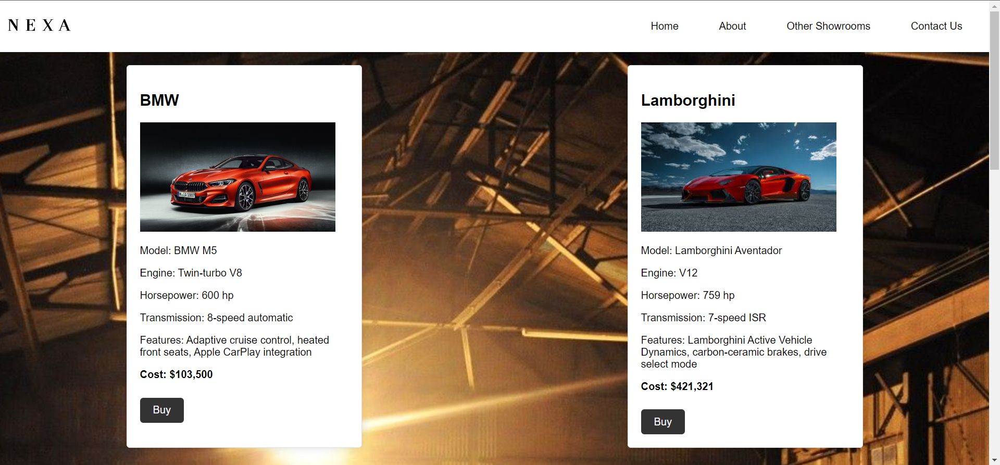 NEXA
Home
About
Other Showrooms
Contact Us
BMW
Model: BMW M5
Engine: Twin-turbo V8
Horsepower: 600 hp
Transmission: 8-speed automatic
Features: Adaptive cruise control, heated
front seats, Apple CarPlay integration
Cost: $103,500
Buy
Lamborghini
Model: Lamborghini Aventador
Engine: V12
Horsepower: 759 hp
Transmission: 7-speed ISR
Features: Lamborghini Active Vehicle
Dynamics, carbon-ceramic brakes, drive
select mode
Cost: $421,321
Buy